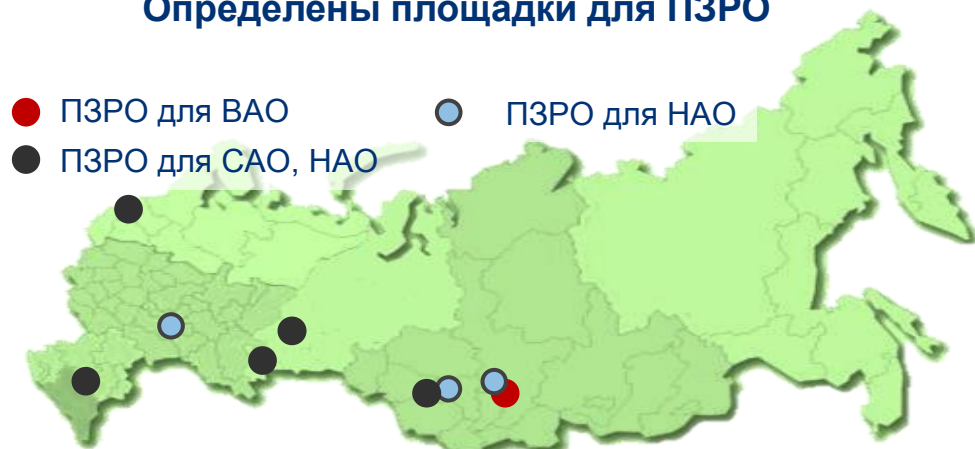 Определены площадки для ПЗРО
ПЗРО для ВАО
ПЗРО для НАО
ПЗРО для САО, НАО